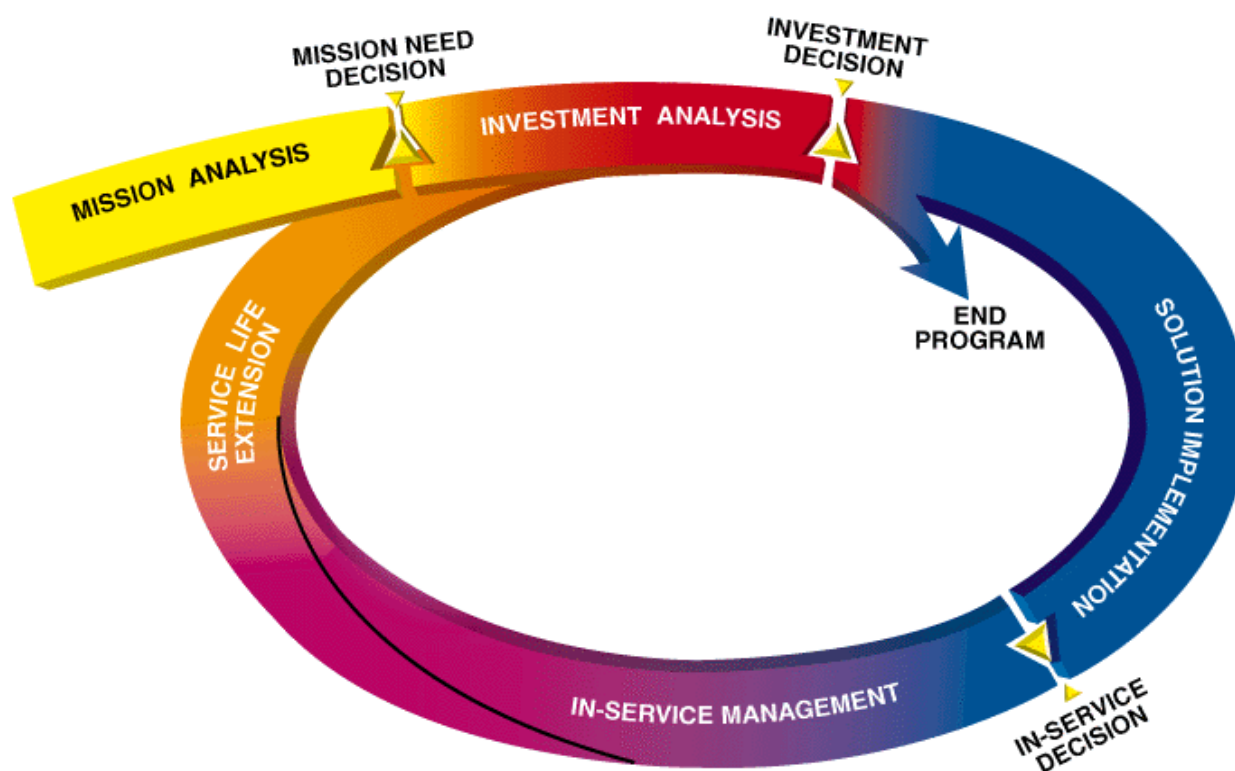 MISSION NEED
DECISION
INVESTMENT
DECISION
MISSION ANALYSIS
INVESTMENT ANALYSIS
END
PROGRAM
SOLUTION IMPLEMENTATION
SERVICE LIFE
EXTENSION
IN-SERVICE MANAGEMENT
IN-SERVICE
DECISION